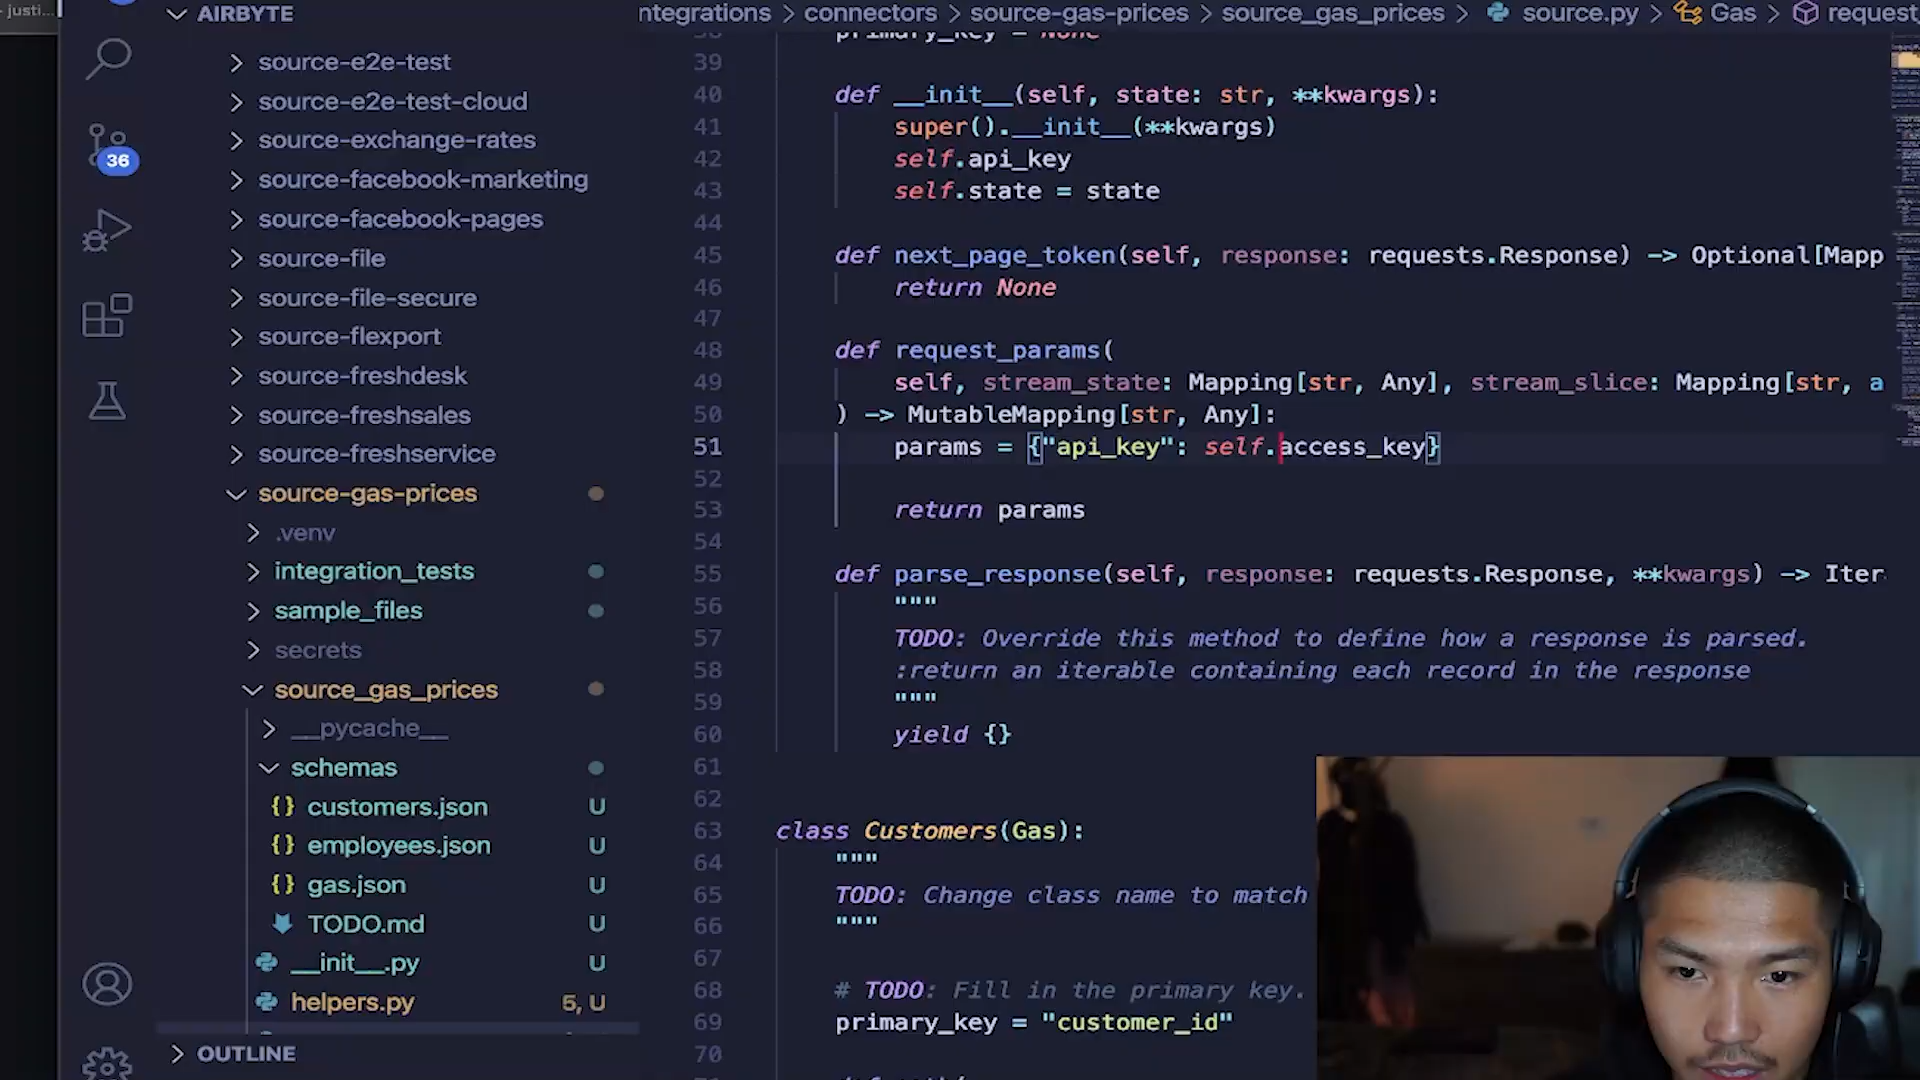 - justi...
AIRBYTE
source-e2e-test
source-e2e-test-cloud
source-exchange-rates
source-facebook-marketing
source-facebook-pages
source-file
source-file-secure
source-flexport
source-freshdesk
source-freshsales
source-freshservice
source-gas-prices
.venv
integration_tests
sample_files
secrets
source_gas_prices
__pycache__
schemas
{} customers.json U
{} employees.json U
{} gas.json U
TODO.md U
__init__.py U
helpers.py 5, U
OUTLINE
36
ntegrations > connectors > source-gas-prices > source_gas_prices > source.py > Gas > request
38 primary_key = None
39
40 def __init__(self, state: str, **kwargs):
41 super().__init__(**kwargs)
42 self.api_key
43 self.state = state
44
45 def next_page_token(self, response: requests.Response) -> Optional[Mapp
46 return None
47
48 def request_params(
49 self, stream_state: Mapping[str, Any], stream_slice: Mapping[str, a
50 ) -> MutableMapping[str, Any]:
51 params = {"api_key": self.access_key}
52
53 return params
54
55 def parse_response(self, response: requests.Response, **kwargs) -> Iter
56 """
57 TODO: Override this method to define how a response is parsed.
58 :return an iterable containing each record in the response
59 """
60 yield {}
61
62
63 class Customers(Gas):
64 """
65 TODO: Change class name to match
66 """
67
68 # TODO: Fill in the primary key.
69 primary_key = "customer_id"
70